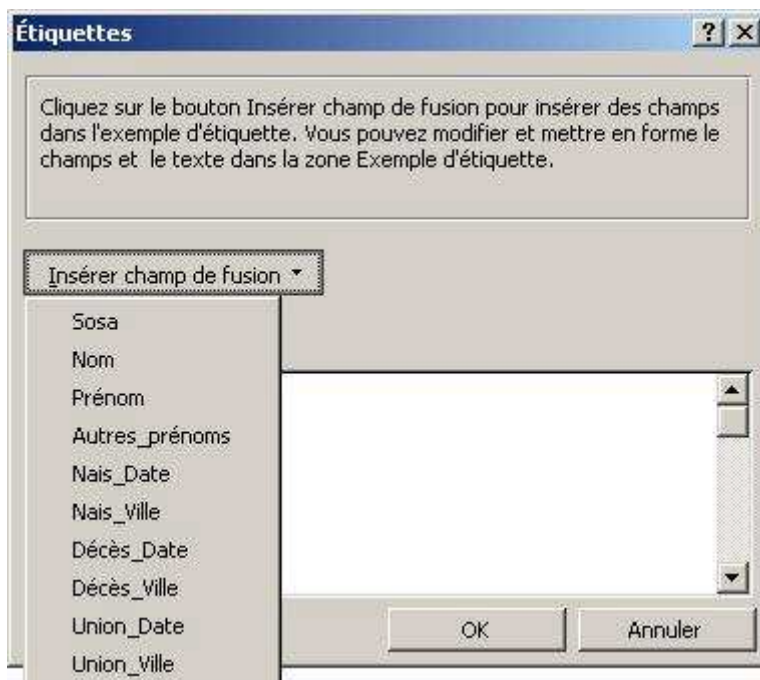 Étiquettes
Cliquez sur le bouton Insérer champ de fusion pour insérer des champs
dans l'exemple d'étiquette. Vous pouvez modifier et mettre en forme le
champs et le texte dans la zone Exemple d'étiquette.
Insérer champ de fusion
Sosa
Nom
Prénom
Autres_prénoms
Nais_Date
Nais_Ville
Décès_Date
Décès_Ville
Union_Date
Union_Ville
OK
Annuler